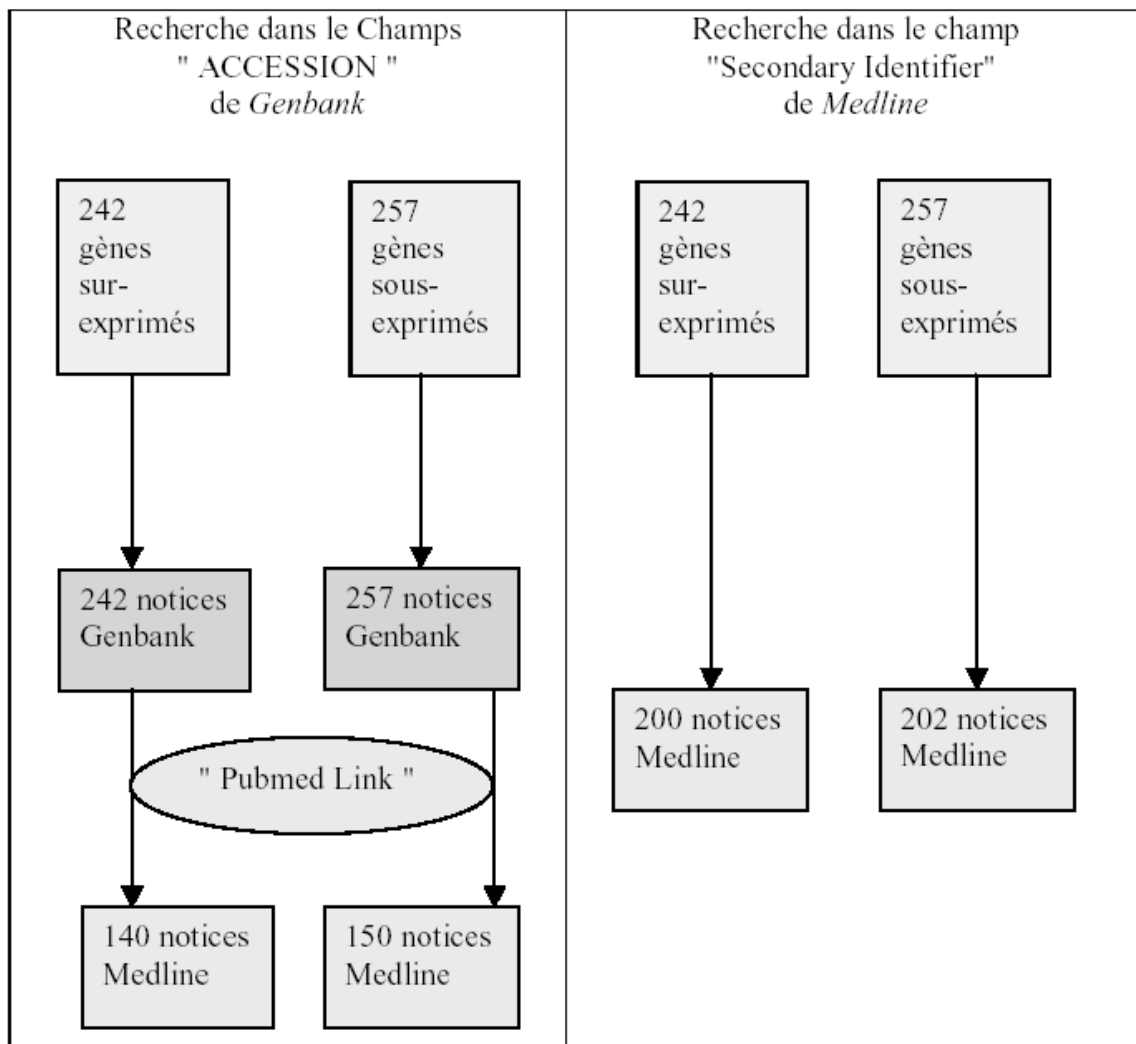 Recherche dans le Champs
" ACCESSION "
de Genbank
242
gènes
sur-
exprimés
257
gènes
sous-
exprimés
242 notices
Genbank
257 notices
Genbank
" Pubmed Link "
140 notices
Medline
150 notices
Medline
Recherche dans le champ
"Secondary Identifier"
de Medline
242
gènes
sur-
exprimés
257
gènes
sous-
exprimés
200 notices
Medline
202 notices
Medline